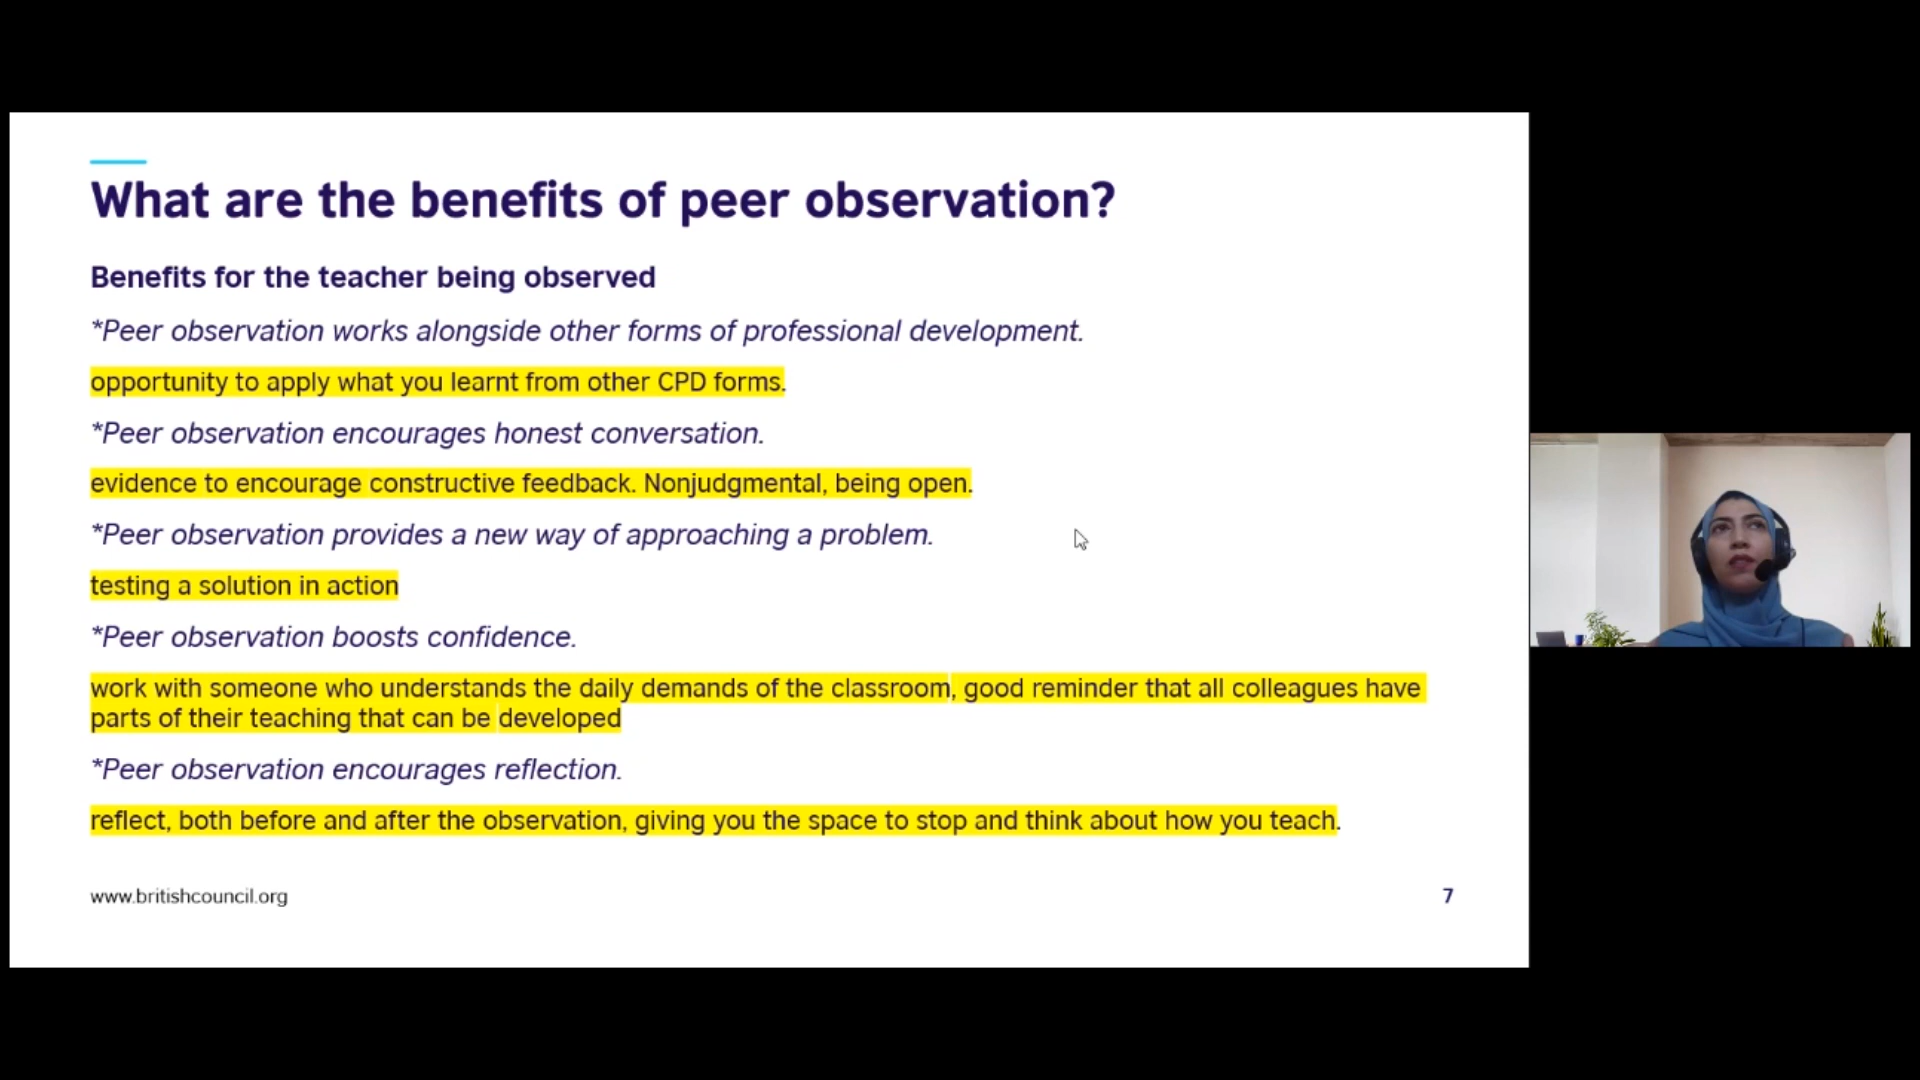 What are the benefits of peer observation?
Benefits for the teacher being observed
*Peer observation works alongside other forms of professional development.
opportunity to apply what you learnt from other CPD forms.
*Peer observation encourages honest conversation.
evidence to encourage constructive feedback. Nonjudgmental, being open.
*Peer observation provides a new way of approaching a problem.
testing a solution in action
*Peer observation boosts confidence.
work with someone who understands the daily demands of the classroom, good reminder that all colleagues have
parts of their teaching that can be developed
*Peer observation encourages reflection.
reflect, both before and after the observation, giving you the space to stop and think about how you teach.
www.britishcouncil.org
7